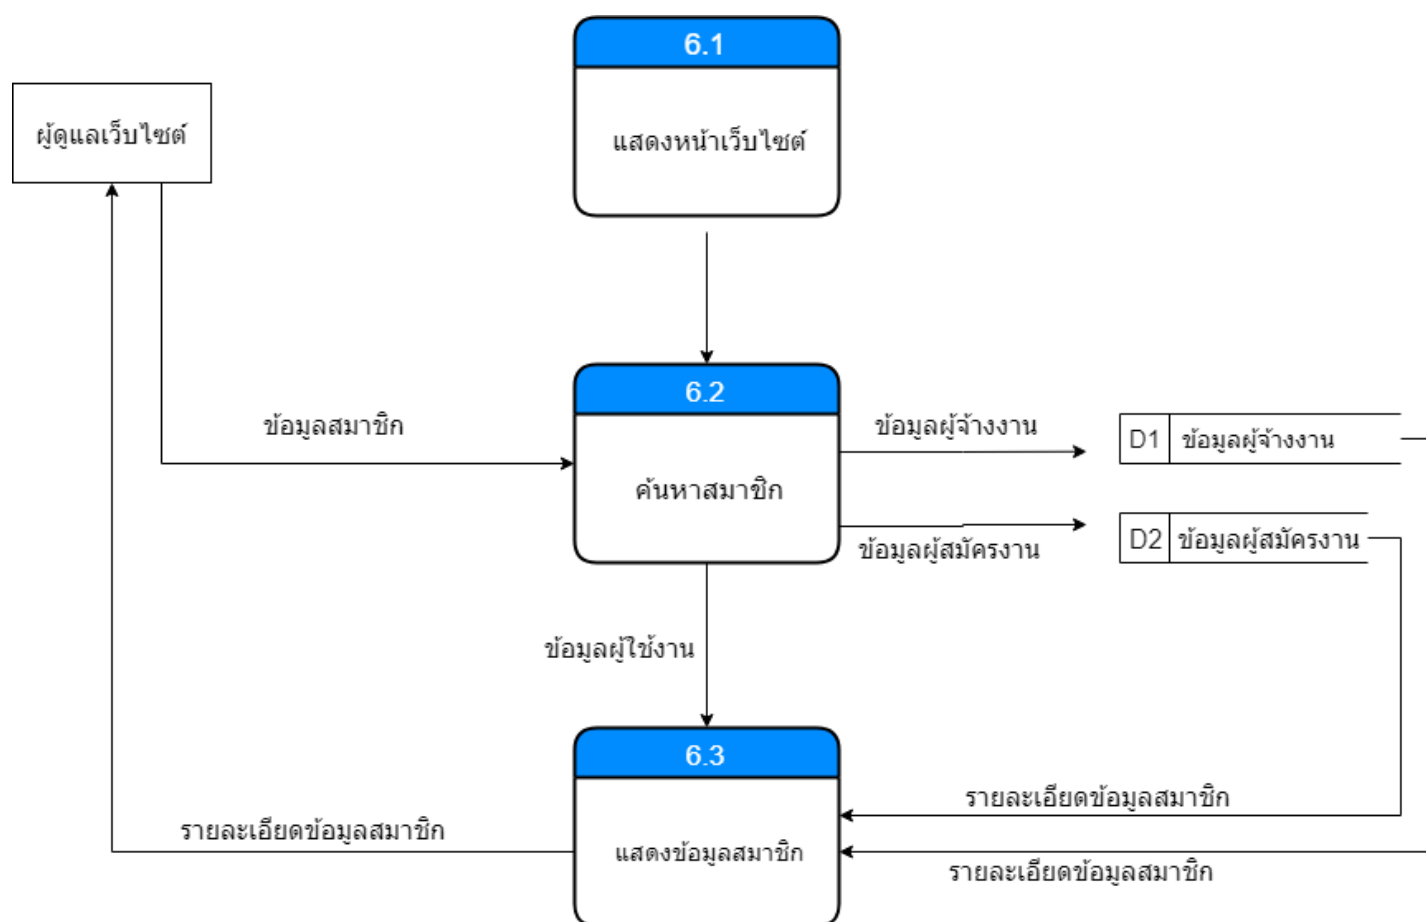 6.1
ผู้ดูแลเว็บไซต์
แสดงหน้าเว็บไซต์
6.2
ข้อมูลสมาชิก
ข้อมูลผู้จ้างงาน
D1 ข้อมูลผู้จ้างงาน
ค้นหาสมาชิก
ข้อมูลผู้สมัครงาน
D2 ข้อมูลผู้สมัครงาน
ข้อมูลผู้ใช้งาน
6.3
รายละเอียดข้อมูลสมาชิก
รายละเอียดข้อมูลสมาชิก
แสดงข้อมูลสมาชิก
รายละเอียดข้อมูลสมาชิก